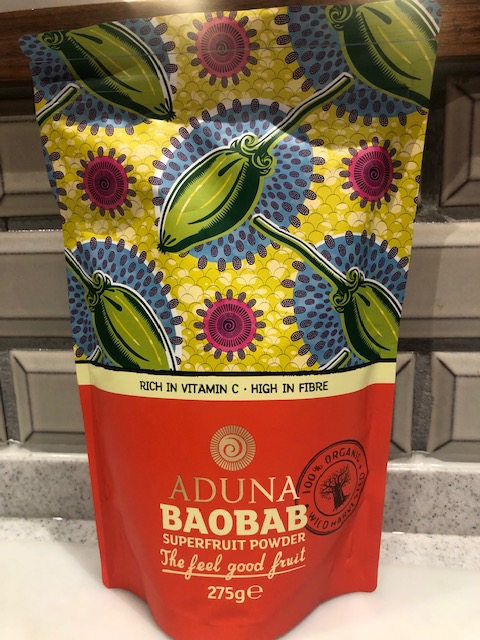 RICH IN VITAMIN C • HIGH IN FIBRE
ADUNA
BAOBAB
SUPERFRUIT POWDER
The feel good fruit
275g℮
100% ORGANIC
WILD HARVESTED